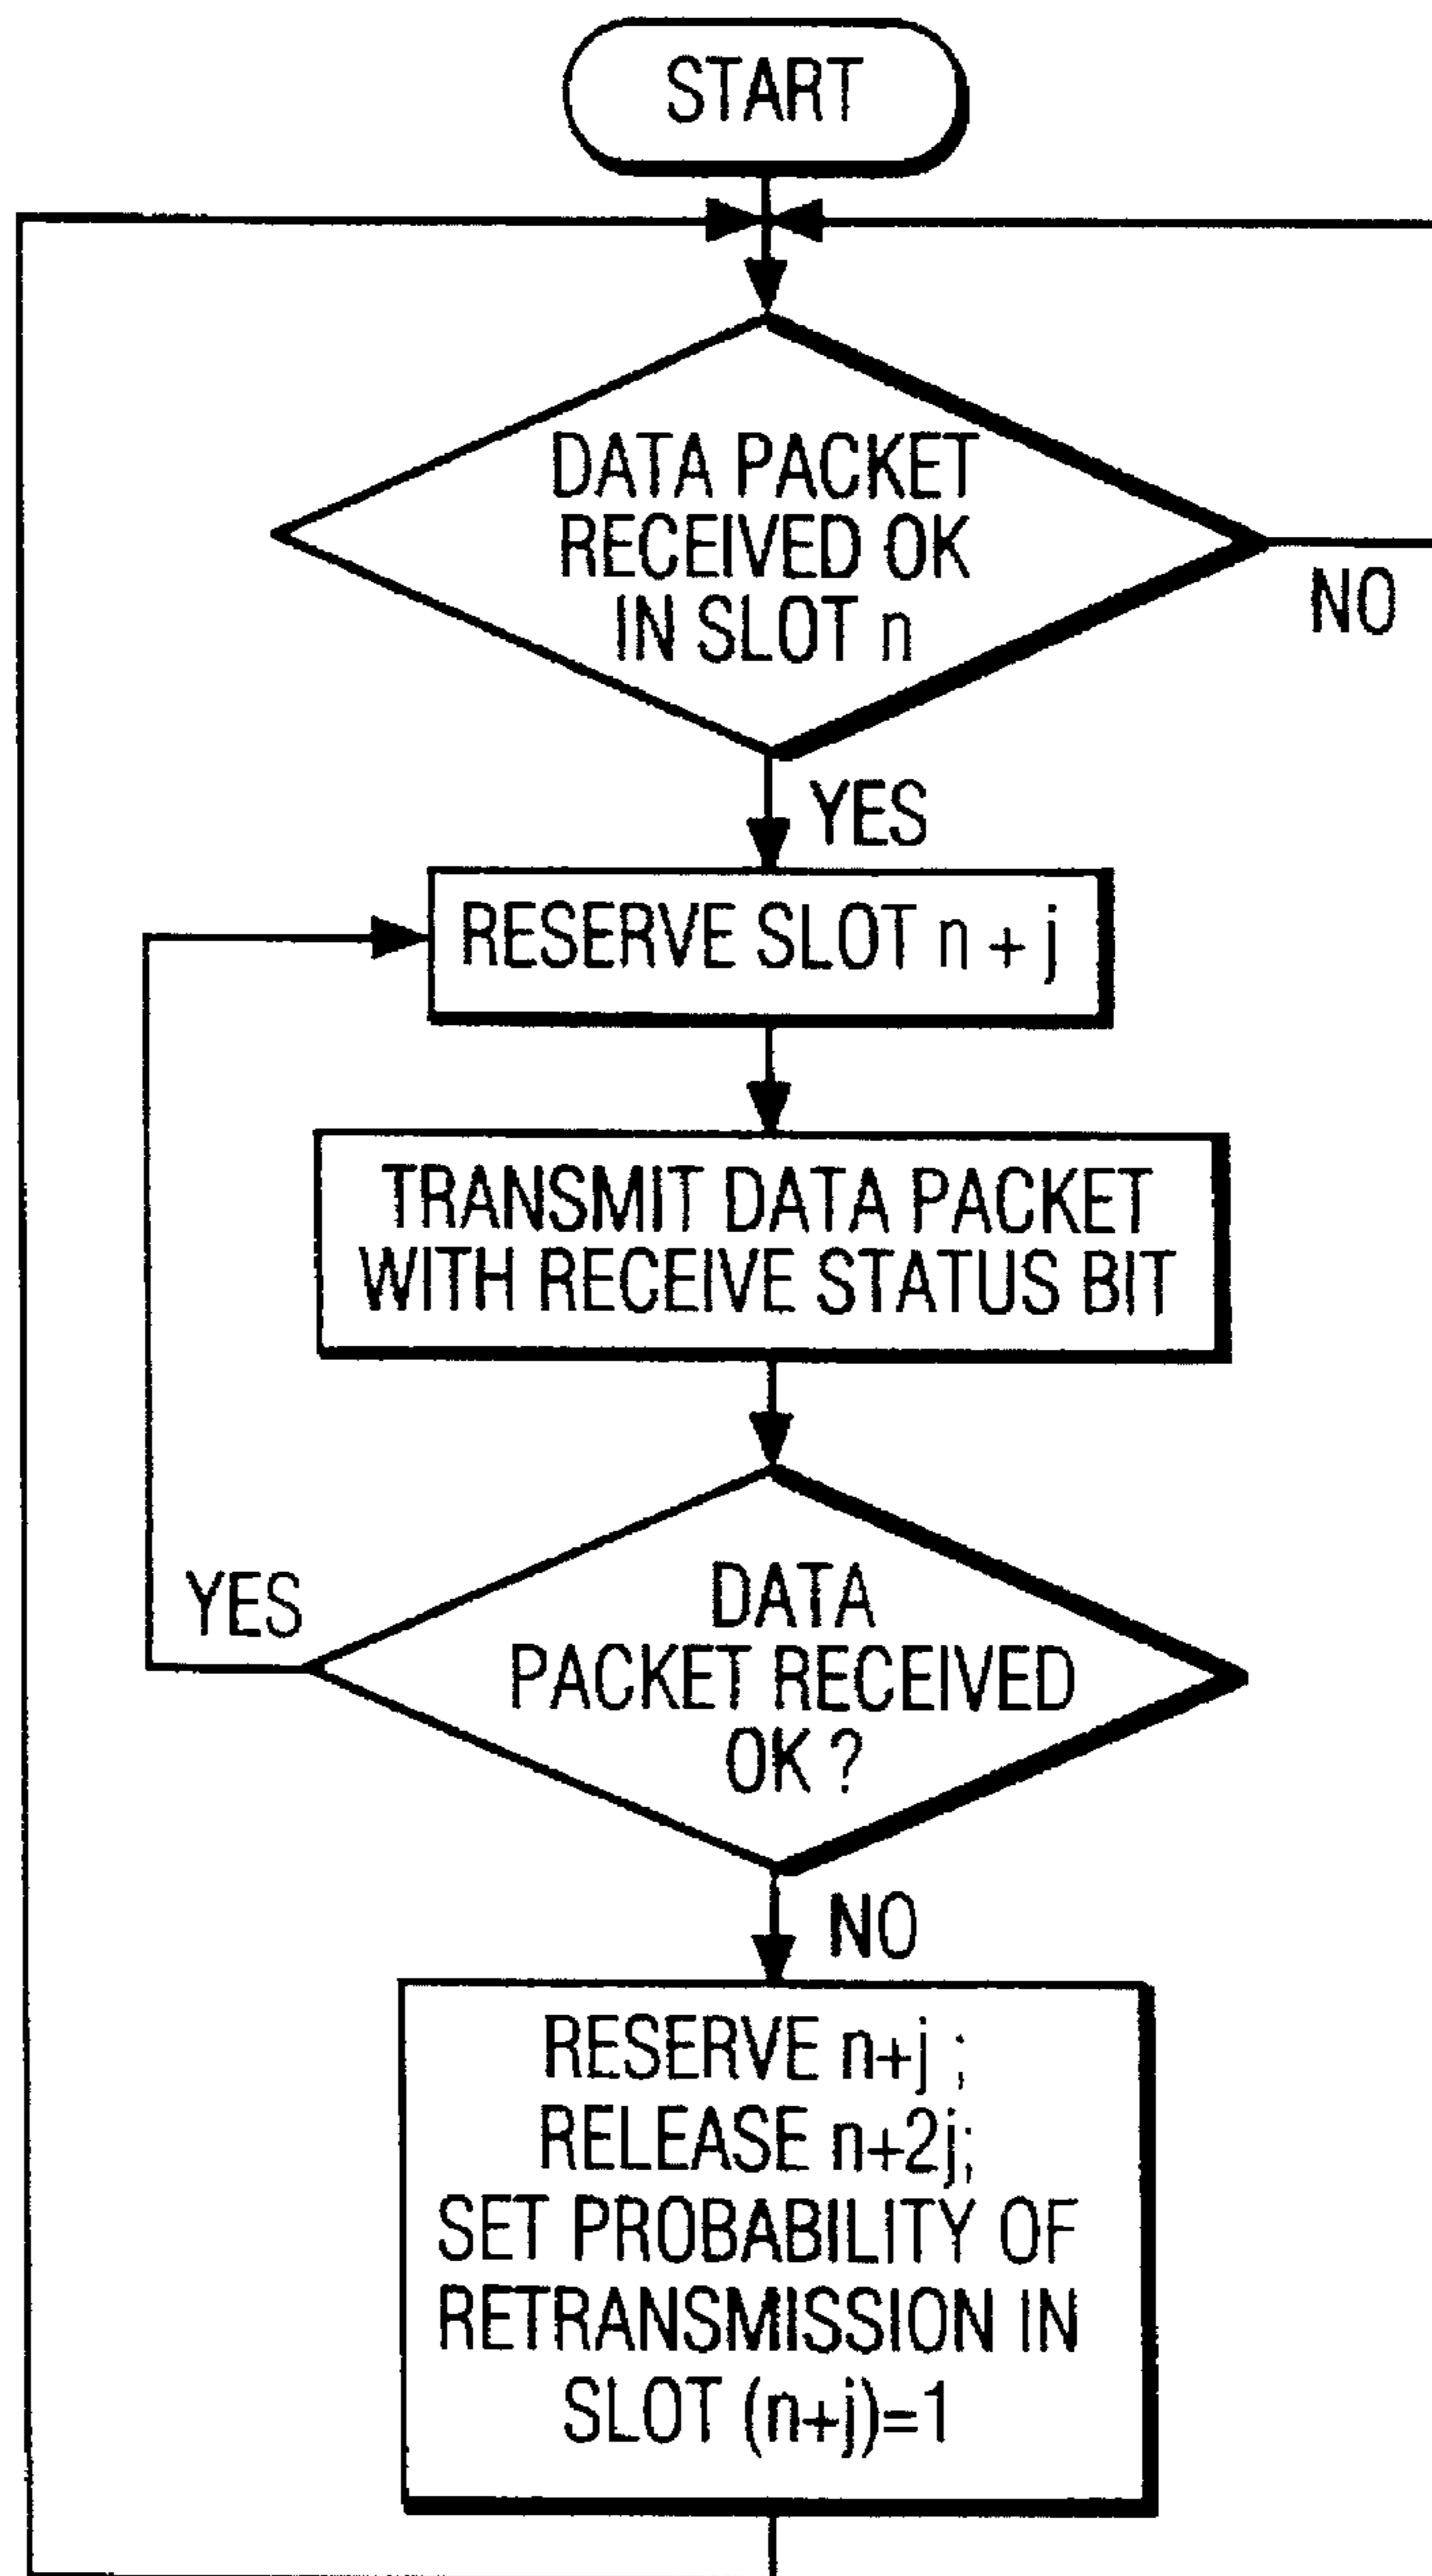 START
DATA PACKET
RECEIVED OK
IN SLOT n
NO
YES
RESERVE SLOT n + j
TRANSMIT DATA PACKET
WITH RECEIVE STATUS BIT
YES
DATA
PACKET RECEIVED
OK ?
NO
RESERVE n+j ;
RELEASE n+2j;
SET PROBABILITY OF
RETRANSMISSION IN
SLOT (n+j)=1